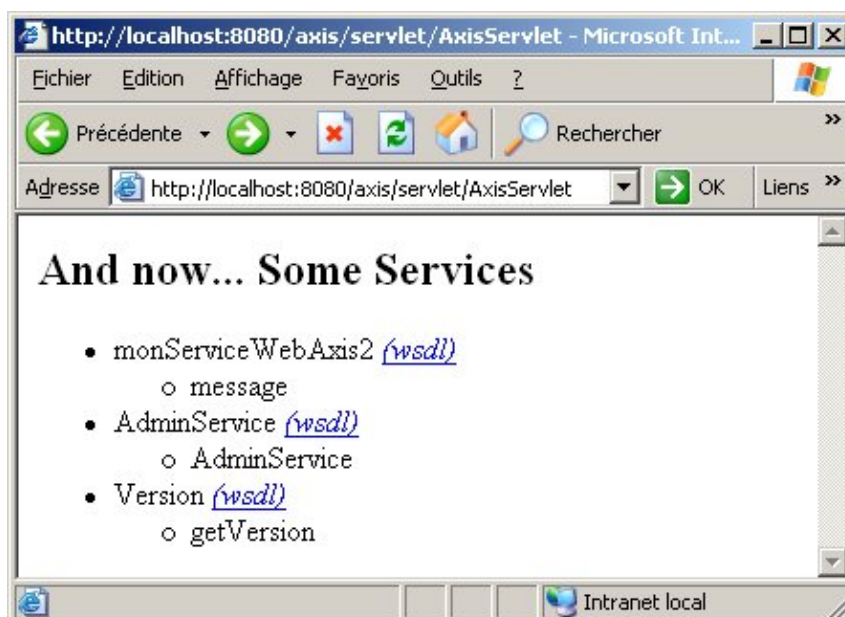 http://localhost:8080/axis/servlet/AxisServlet - Microsoft Int...
Fichier Edition Affichage Favoris Outils ?
Précédente Rechercher »
Adresse http://localhost:8080/axis/servlet/AxisServlet OK Liens »
And now... Some Services
• monServiceWebAxis2 (wsdl)
o message
• AdminService (wsdl)
o AdminService
• Version (wsdl)
o getVersion
Intranet local